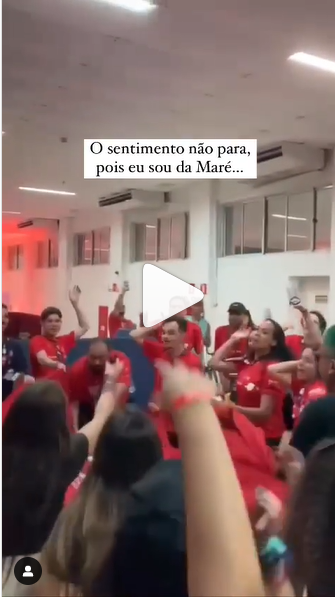 O sentimento não para,
pois eu sou da Maré...